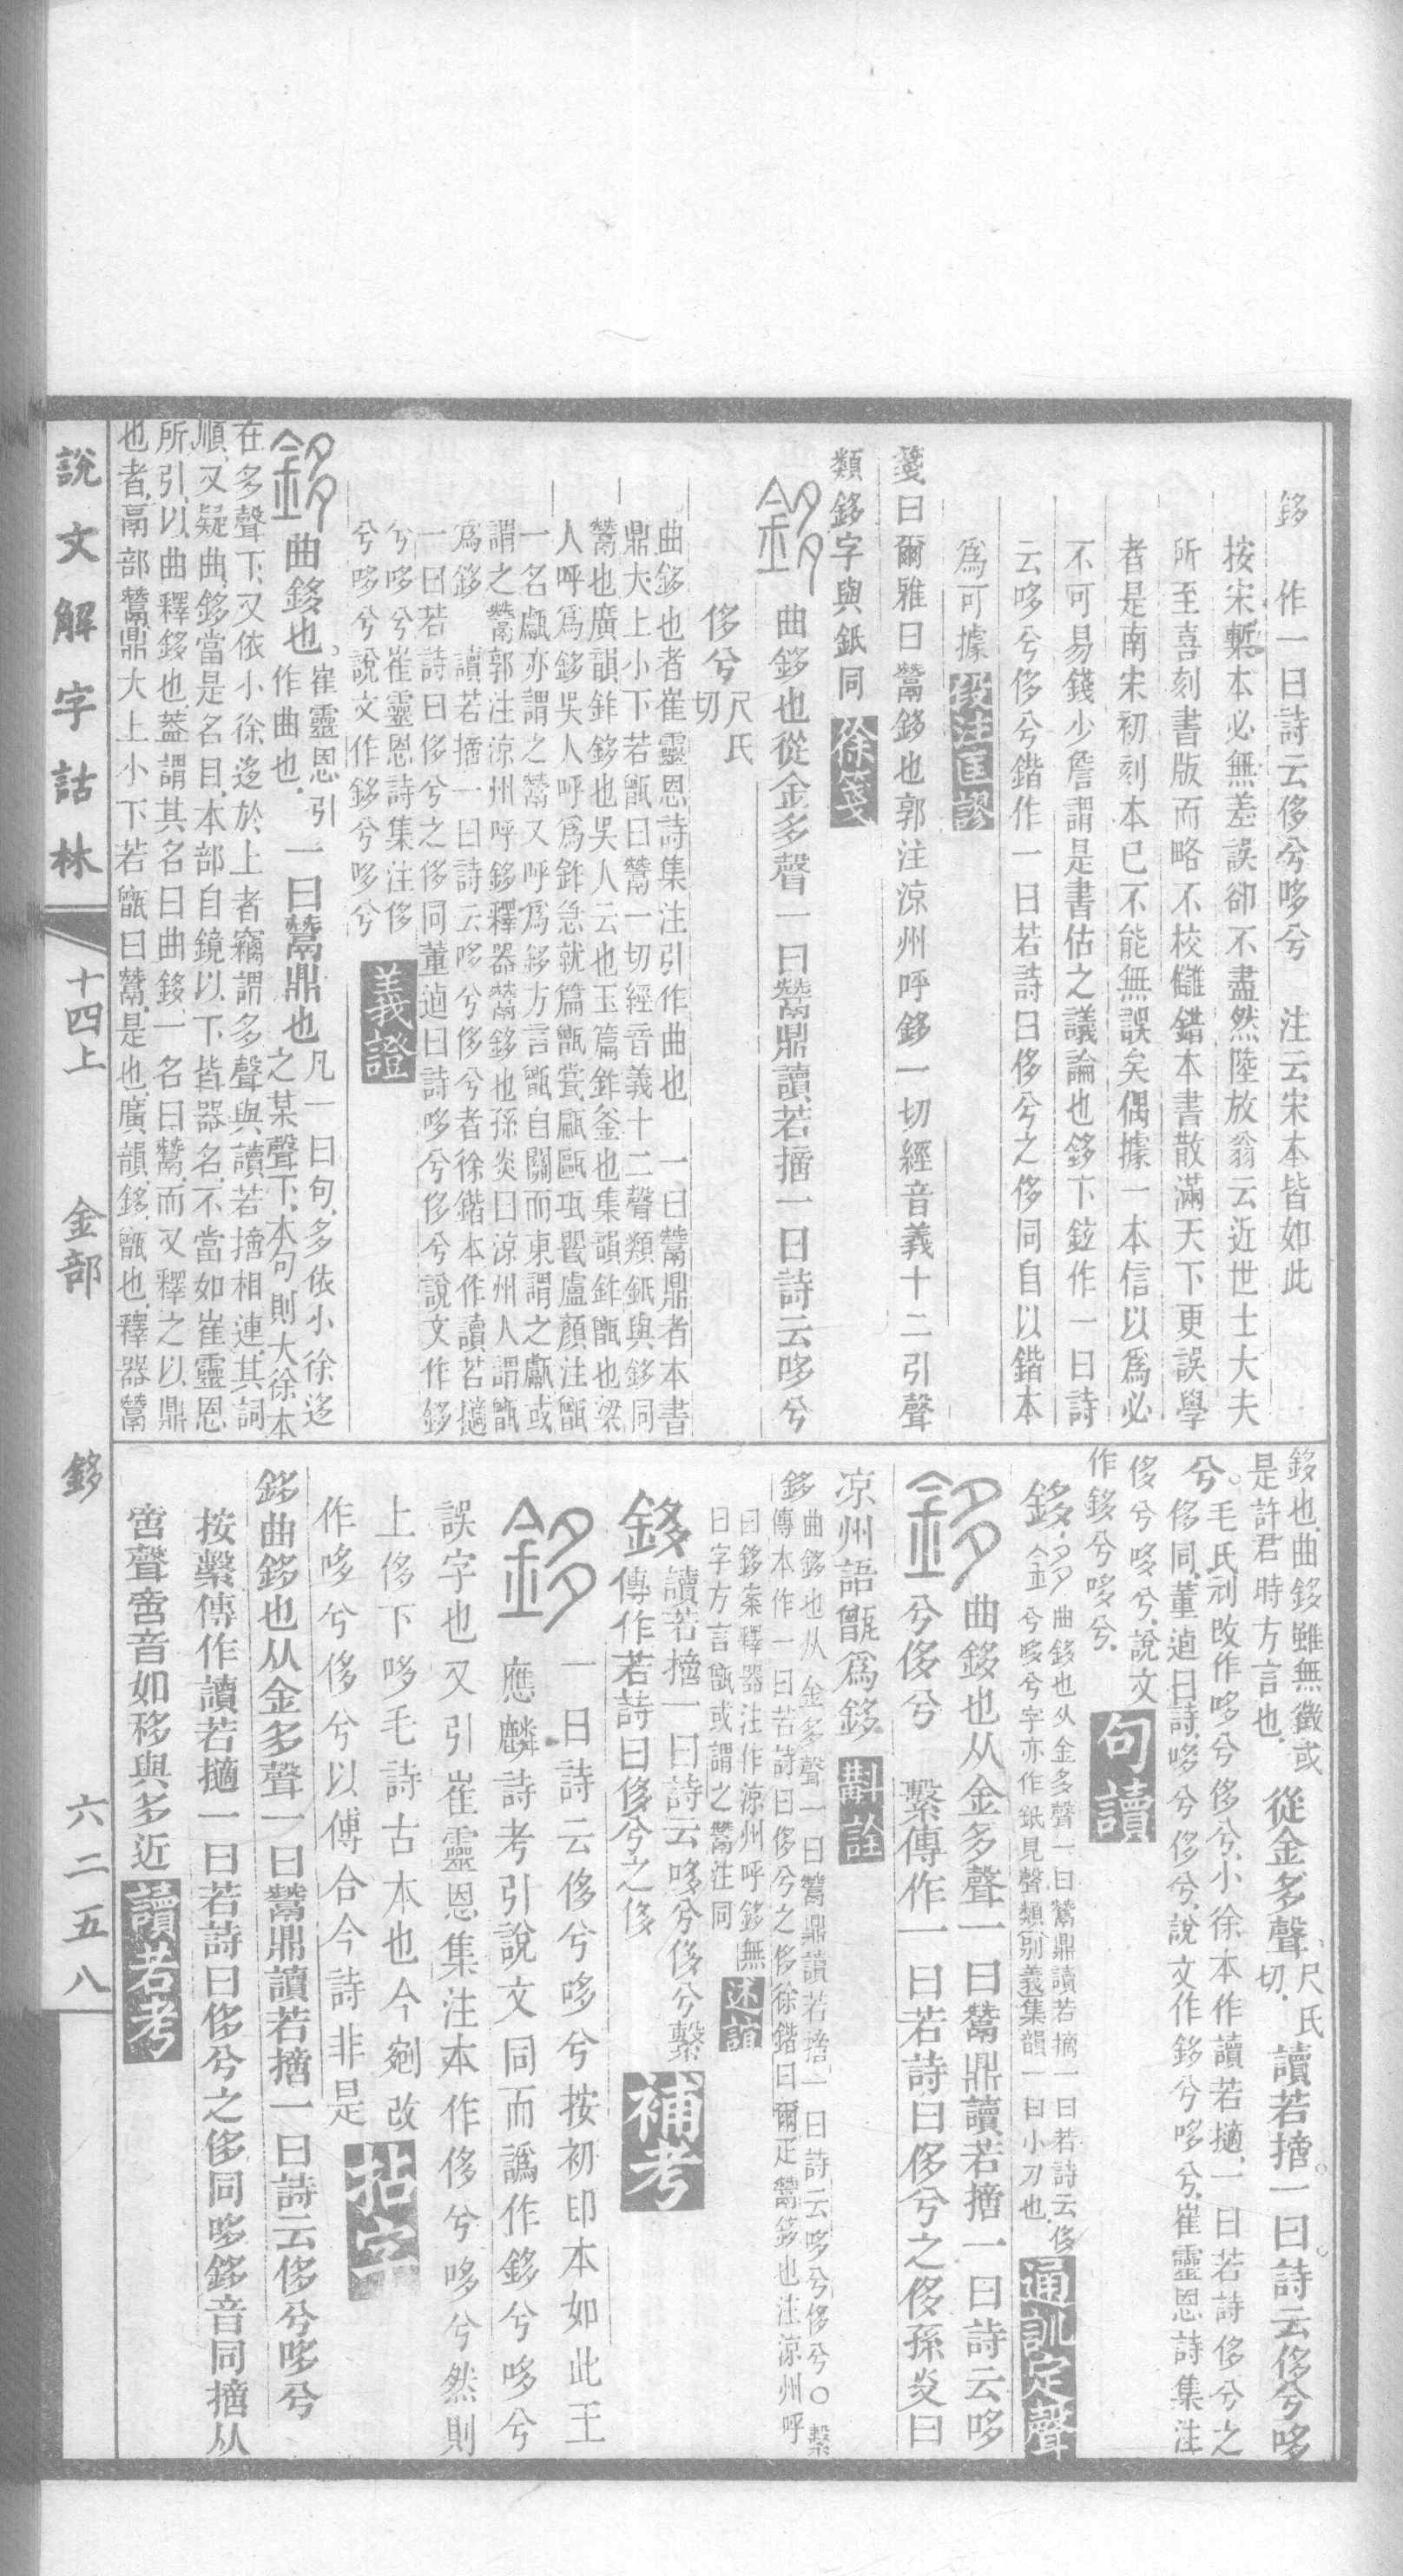 鉹　作一曰詩云侈兮哆兮　注云宋本皆如此
按宋槧本必無差誤卻不盡然陸放翁云近世士大夫
所至喜刻書版而略不校讎錯本書散滿天下更誤學
者是南宋初刻本已不能無誤矣偶據一本信以爲必
不可易錢少詹謂是書估之議論也鉹下鉉作一曰詩
云哆兮侈兮鍇作一曰若詩曰侈兮之侈同自以鍇本
爲可據段注匡謬
箋曰爾雅曰鬵鉹也郭注涼州呼鉹一切經音義十二引聲
類鉹字與䤠同徐箋
鉹曲鉹也從金多聲一曰鬵鼎讀若摛一曰詩云哆兮
侈兮尺氏切
曲鉹也者崔靈恩詩集注引作曲也　一曰鬵鼎者本書
鼎大上小下若甑曰鬵一切經音義十二聲類䤠與鉹同
鬵也廣韻鉹也吳人云也玉篇釜也集韻甑也梁
人呼爲鉹吳人呼爲急就篇甑顏注甑
一名甗亦謂之鬵又呼爲鉹方言甑自關而東謂之甗或
謂之鬵郭注涼州呼鉹釋器鬵鉹也孫炎曰涼州人謂甑
爲鉹　讀若摛一曰詩云哆兮侈兮者徐鍇本作讀若擿
一曰若詩曰侈兮之侈同董逌曰詩哆兮侈兮說文作鉹
兮哆兮崔靈恩詩集注侈
兮哆兮說文作鉹兮哆兮義證
鉹曲鉹也崔靈恩引作曲也一曰鬵鼎也凡一曰句多依小徐迻之某聲下本句則大徐本
在多聲下又依小徐迻於上者竊謂多聲與讀若摛相連其詞
順又疑曲鉹當是名目本部自鏡以下皆器名不當如崔靈恩
所引以曲釋鉹也蓋謂其名曰曲鉹一名曰鬵而又釋之以鼎
也者鬲部鬵鼎大上小下若甑曰鬵是也廣韻鉹甑也釋器鬵
鉹也曲鉹雖無徵或是許君時方言也從金多聲尺氏切讀若摛一曰詩云侈兮哆
兮毛氏刓改作哆兮侈兮小徐本作讀若擿一曰若詩侈兮之
侈同董逌曰詩哆兮侈兮說文作鉹兮哆兮崔靈恩詩集注
侈兮哆兮說文
作鉹兮哆兮句讀
鉹曲鉹也从金多聲一曰鬵鼎讀若摛一曰若詩云侈
兮哆兮字亦作䤠見聲類別義集韻一曰小刀也通訓定聲
鉹曲鉹也从金多聲一曰鬵鼎讀若摛一曰詩云哆
兮侈兮　繫傳作一曰若詩曰侈兮之侈孫炎曰
涼州語甑爲鉹斠詮
鉹曲鉹也从金多聲一曰鬵鼎讀若摛一曰詩云哆兮侈兮○繫
傳本作一曰若詩曰侈兮之侈徐鍇曰爾疋鬵鉹也注涼州呼
曰鉹案釋器注作涼州呼鉹無
曰字方言甑或謂之鬵注同述誼
鉹讀若摛一曰詩云哆兮侈兮繫
傳作若詩曰侈兮之侈補考
鉹一曰詩云侈兮哆兮按初印本如此王
應麟詩考引說文同而譌作鉹兮哆兮
誤字也又引崔靈恩集注本作侈兮哆兮然則
上侈下哆毛詩古本也今剜改
作哆兮侈兮以傅合今詩非是拈字
鉹曲鉹也从金多聲一曰鬵鼎讀若摛一曰詩云侈兮哆兮
按繫傳作讀若擿一曰若詩曰侈兮之侈同哆鉹音同摛从
啻聲啻音如移與多近讀若考
說文解字詁林　十四上　金部　鉹　六二五八